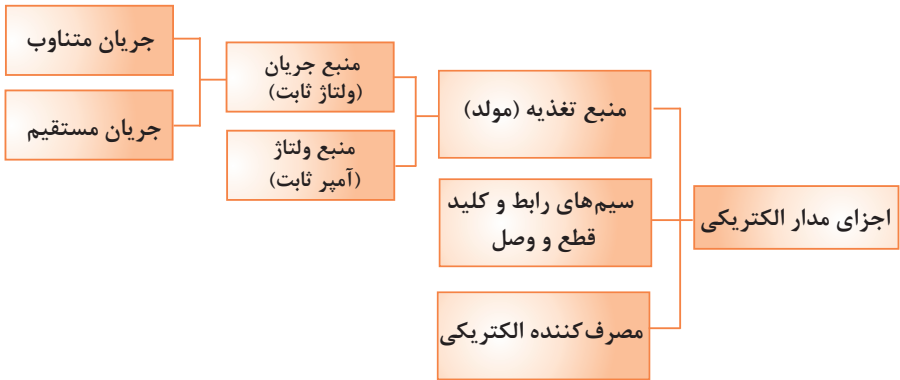 اجزای مدار الکتریکی
منبع تغذیه (مولد)
منبع جریان
(ولتاژ ثابت)
جریان متناوب
جریان مستقیم
منبع ولتاژ
(آمپر ثابت)
سیم‌های رابط و کلید
قطع و وصل
مصرف‌کننده الکتریکی